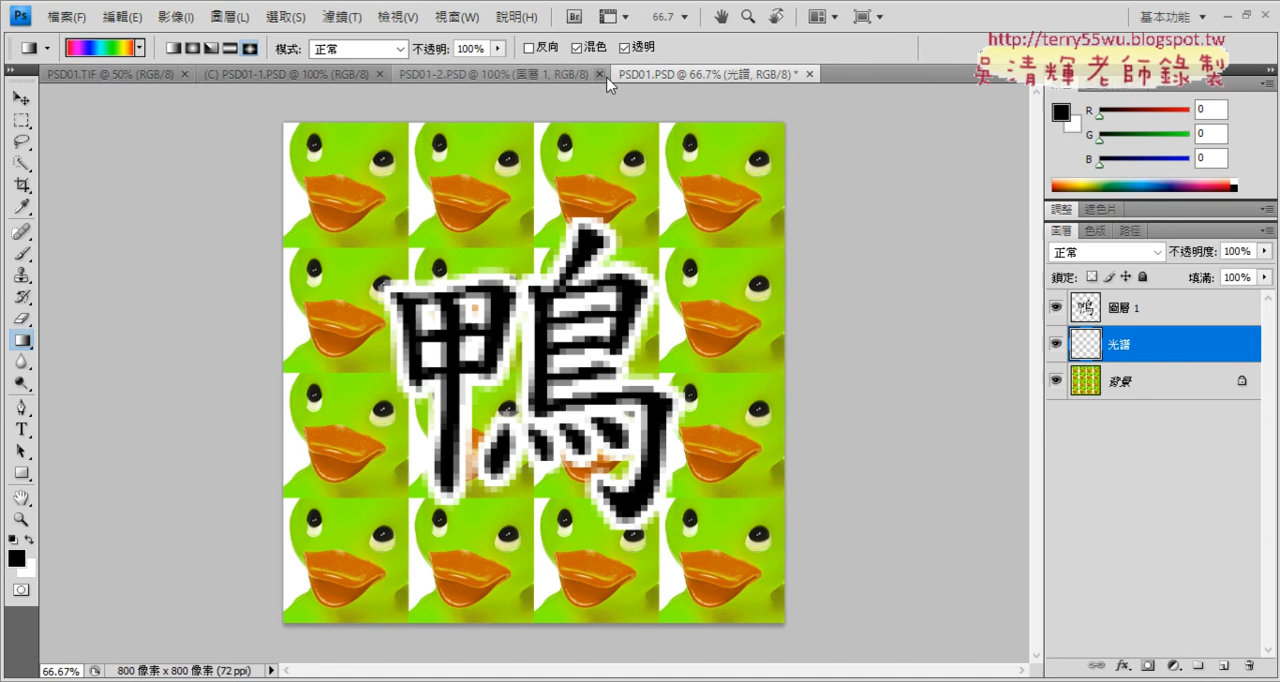 Ps 檔案(F) 編輯(E) 影像(I) 圖層(L) 選取(S) 濾鏡(T) 檢視(V) 視窗(W) 說明(H) Br 66.7 基本功能
模式: 正常 不透明: 100% 反向 混色 透明
http://terry55wu.blogspot.tw
吳清輝老師錄製
PSD01.TIF @ 50% (RGB/8) (C) PSD01-1.PSD @ 100% (RGB/8) PSD01-2.PSD @ 100% (圖層 1, RGB/8) PSD01.PSD @ 66.7% (光譜, RGB/8) *
R 0
G 0
B 0
調整 遮色片
圖層 色版 路徑
正常 不透明度: 100%
鎖定: 填滿: 100%
圖層 1
光譜
背景
鴨
66.67% 800 像素 x 800 像素 (72 ppi)